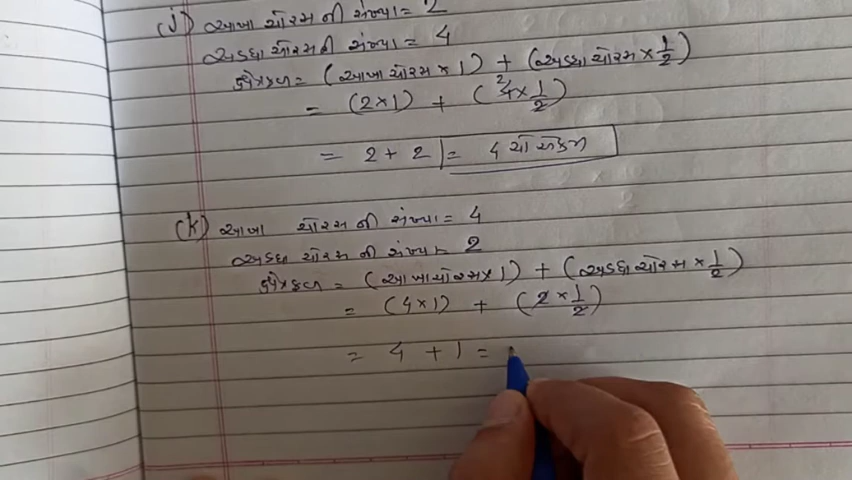 (j) આખા ચોરસ ની સંખ્યા = 2
અડધા ચોરસની સંખ્યા = 4
ક્ષેત્રફળ = (આખા ચોરસ × 1) + (અડધા ચોરસ × 1/2)
= (2×1) + (4 × 1/2) 2
= 2 + 2 = 4 ચો સેકમ
(k) આખા ચોરસ ની સંખ્યા = 4
અડધા ચોરસ ની સંખ્યા = 2
ક્ષેત્રફળ = (આખા ચોરસ × 1) + (અડધા ચોરસ × 1/2)
= (4×1) + (2 × 1/2)
= 4 + 1 =